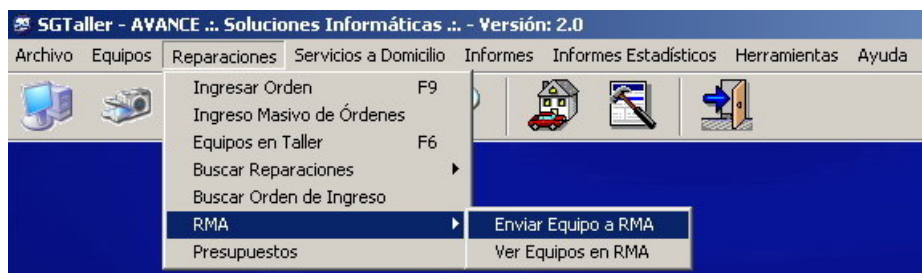 SGTaller - AVANCE .:. Soluciones Informáticas .:. - Versión: 2.0
Archivo Equipos Reparaciones Servicios a Domicilio Informes Informes Estadísticos Herramientas Ayuda
Ingresar Orden F9
Ingreso Masivo de Órdenes
Equipos en Taller F6
Buscar Reparaciones
Buscar Orden de Ingreso
RMA Enviar Equipo a RMA
Presupuestos Ver Equipos en RMA